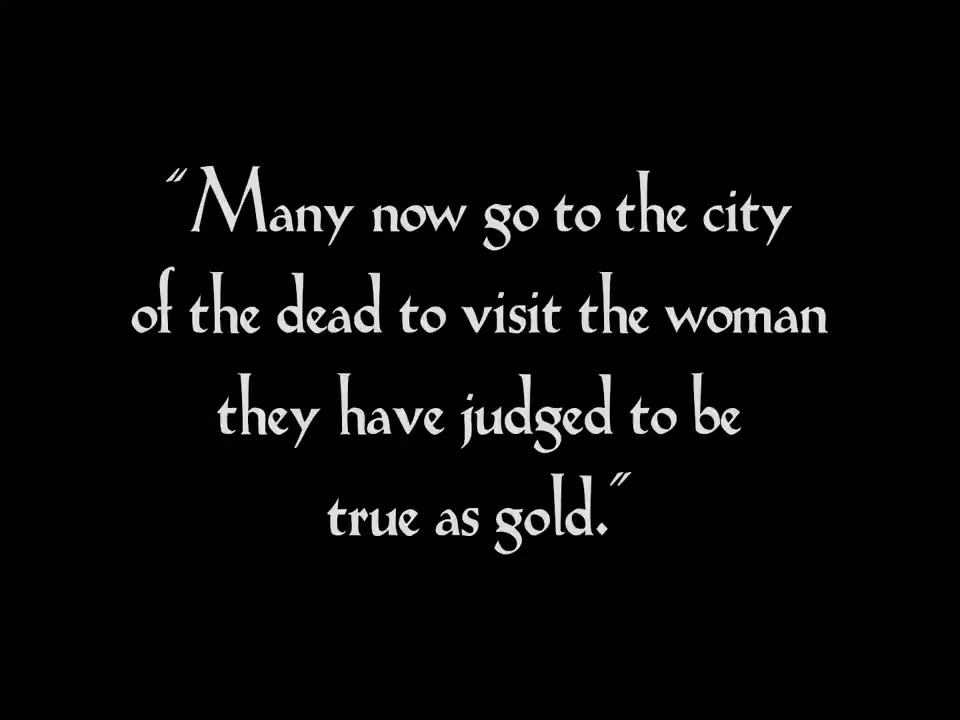 "Many now go to the city
of the dead to visit the woman
they have judged to be
true as gold."